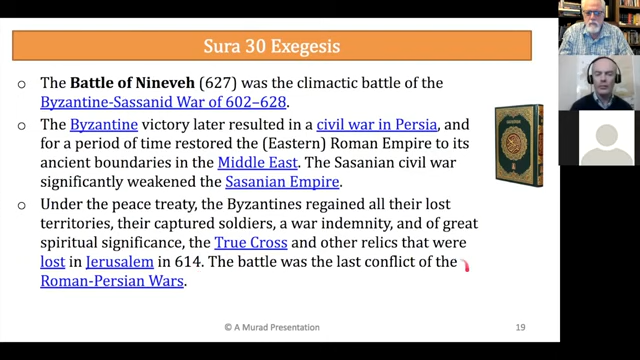 Sura 30 Exegesis
o The Battle of Nineveh (627) was the climactic battle of the
Byzantine-Sassanid War of 602–628.
o The Byzantine victory later resulted in a civil war in Persia, and
for a period of time restored the (Eastern) Roman Empire to its
ancient boundaries in the Middle East. The Sasanian civil war
significantly weakened the Sasanian Empire.
o Under the peace treaty, the Byzantines regained all their lost
territories, their captured soldiers, a war indemnity, and of great
spiritual significance, the True Cross and other relics that were
lost in Jerusalem in 614. The battle was the last conflict of the
Roman-Persian Wars.
© A Murad Presentation
19